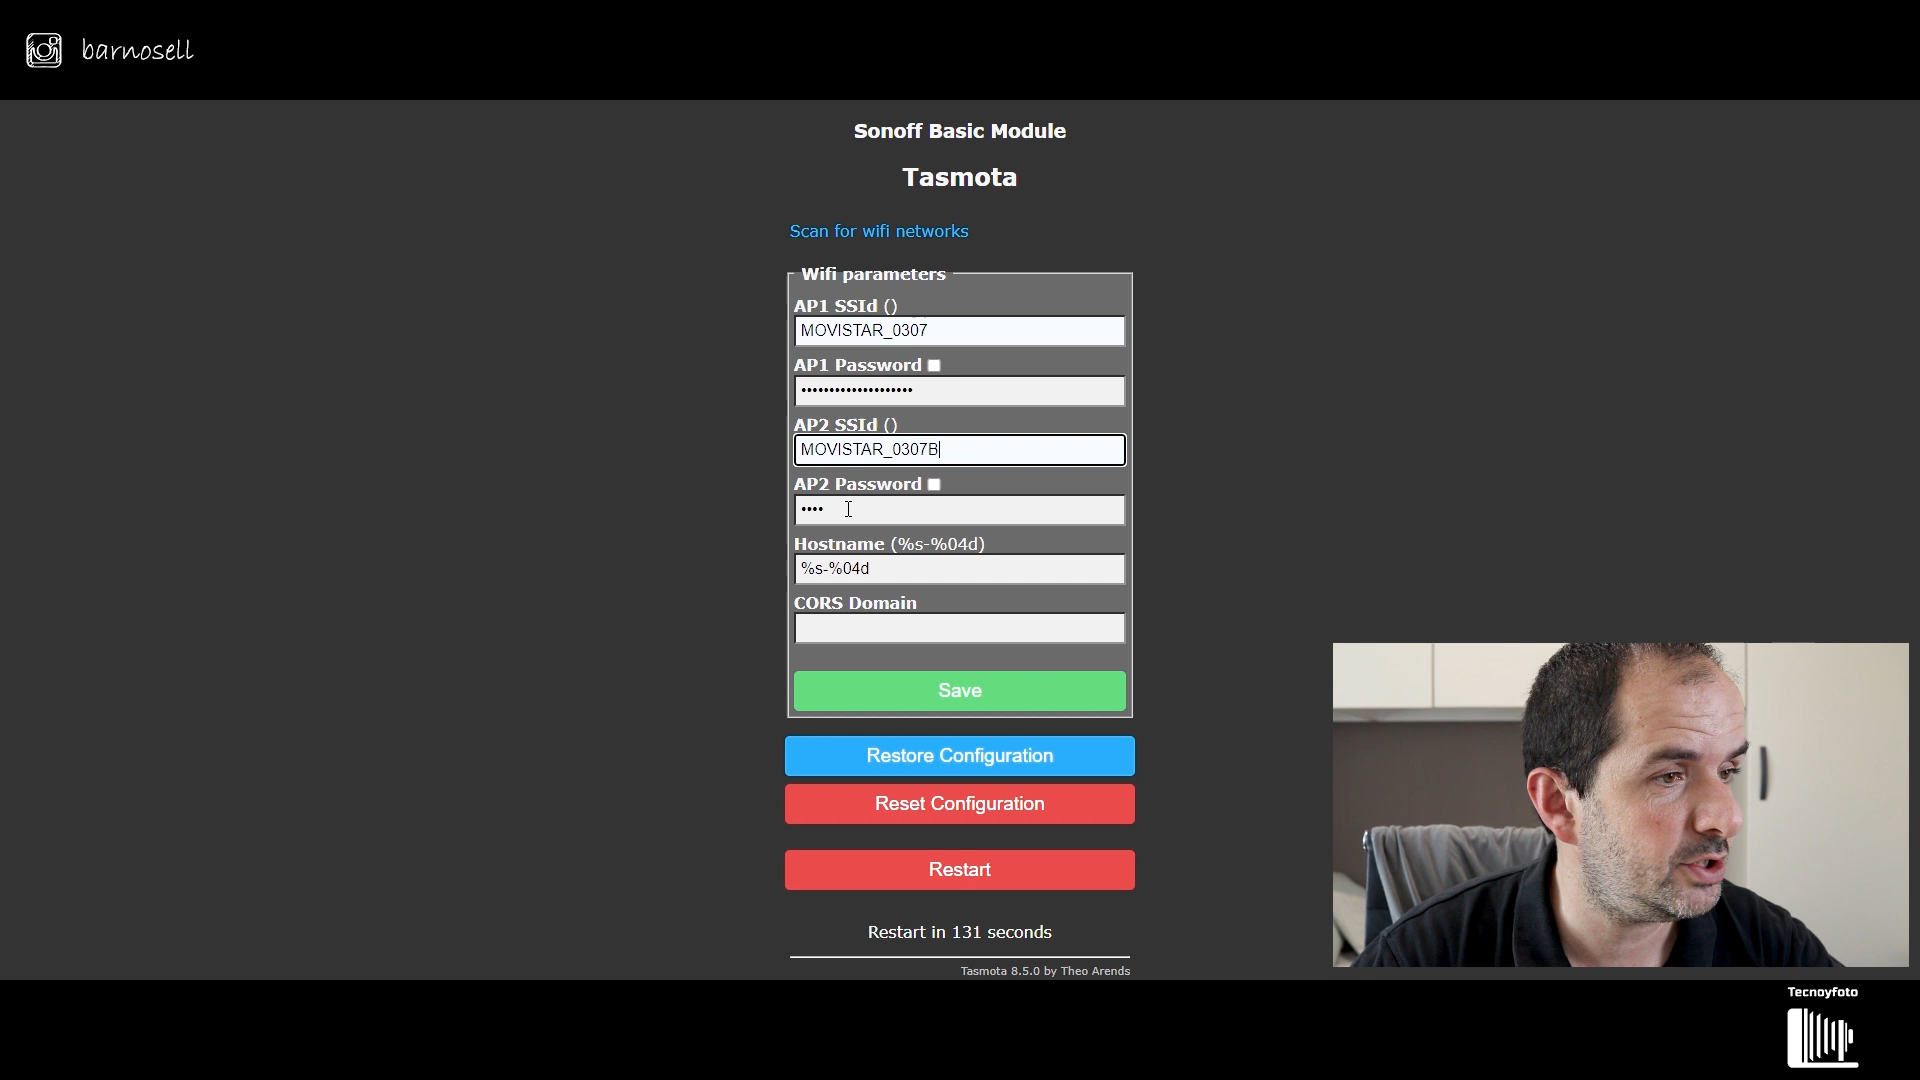 barnosell
Sonoff Basic Module
Tasmota
Scan for wifi networks
Wifi parameters
AP1 SSId ()
MOVISTAR_0307
AP1 Password
••••••••••••••••••••
AP2 SSId ()
MOVISTAR_0307B
AP2 Password
••••
Hostname (%s-%04d)
%s-%04d
CORS Domain
Save
Restore Configuration
Reset Configuration
Restart
Restart in 131 seconds
Tasmota 8.5.0 by Theo Arends
Tecnoyfoto